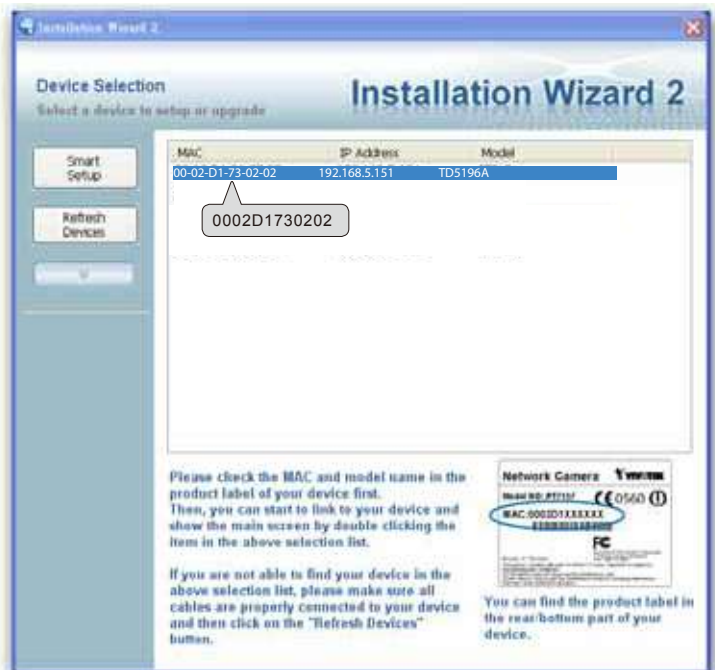 Installation Wizard 2
Device Selection
Select a device to setup or upgrade
Installation Wizard 2
Smart
Setup
Refresh
Devices
MAC IP Address Model
00-02-D1-73-02-02 192.168.5.151 TD5196A
0002D1730202
Please check the MAC and model name in the
product label of your device first.
Then, you can start to link to your device and
show the main screen by double clicking the
item in the above selection list.
If you are not able to find your device in the
above selection list, please make sure all
cables are properly connected to your device
and then click on the "Refresh Devices"
button.
Network Camera VIVOTEK
Model NO: PT7137 CE0560
MAC:0002D1XXXXXX
FC
You can find the product label in
the rear/bottom part of your
device.